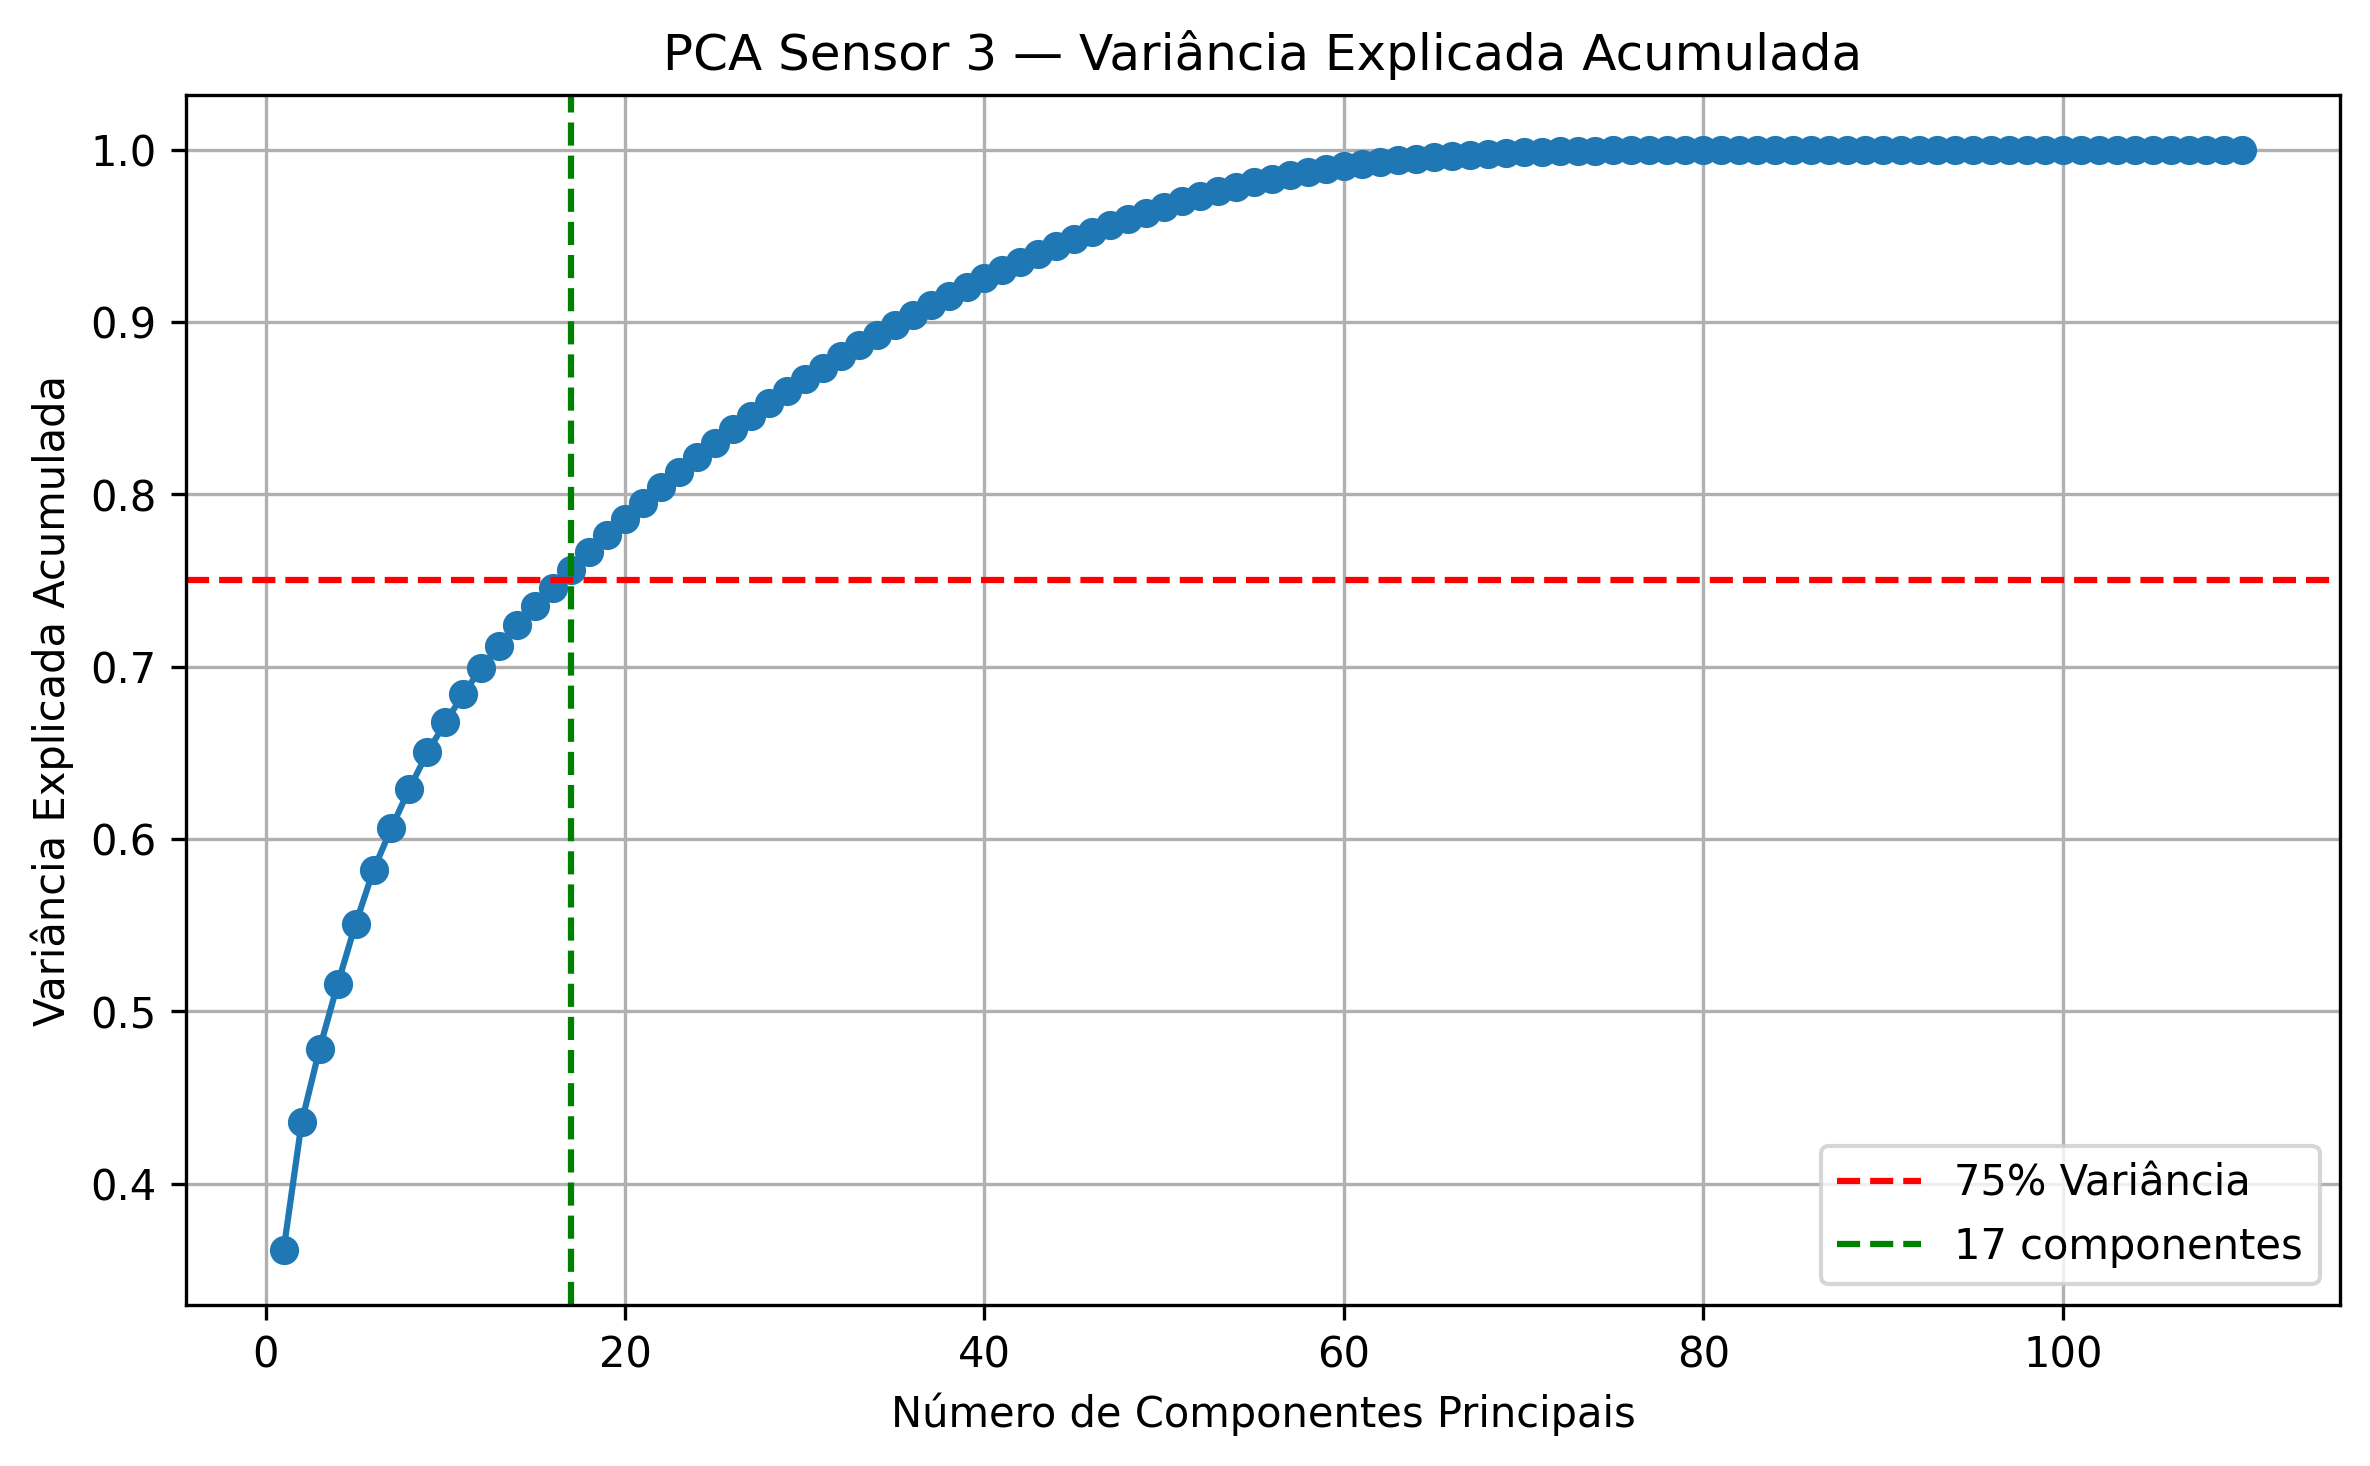 PCA Sensor 3 — Variância Explicada Acumulada
Variância Explicada Acumulada
1.0
0.9
0.8
0.7
0.6
0.5
0.4
75% Variância
17 componentes
0 20 40 60 80 100
Número de Componentes Principais